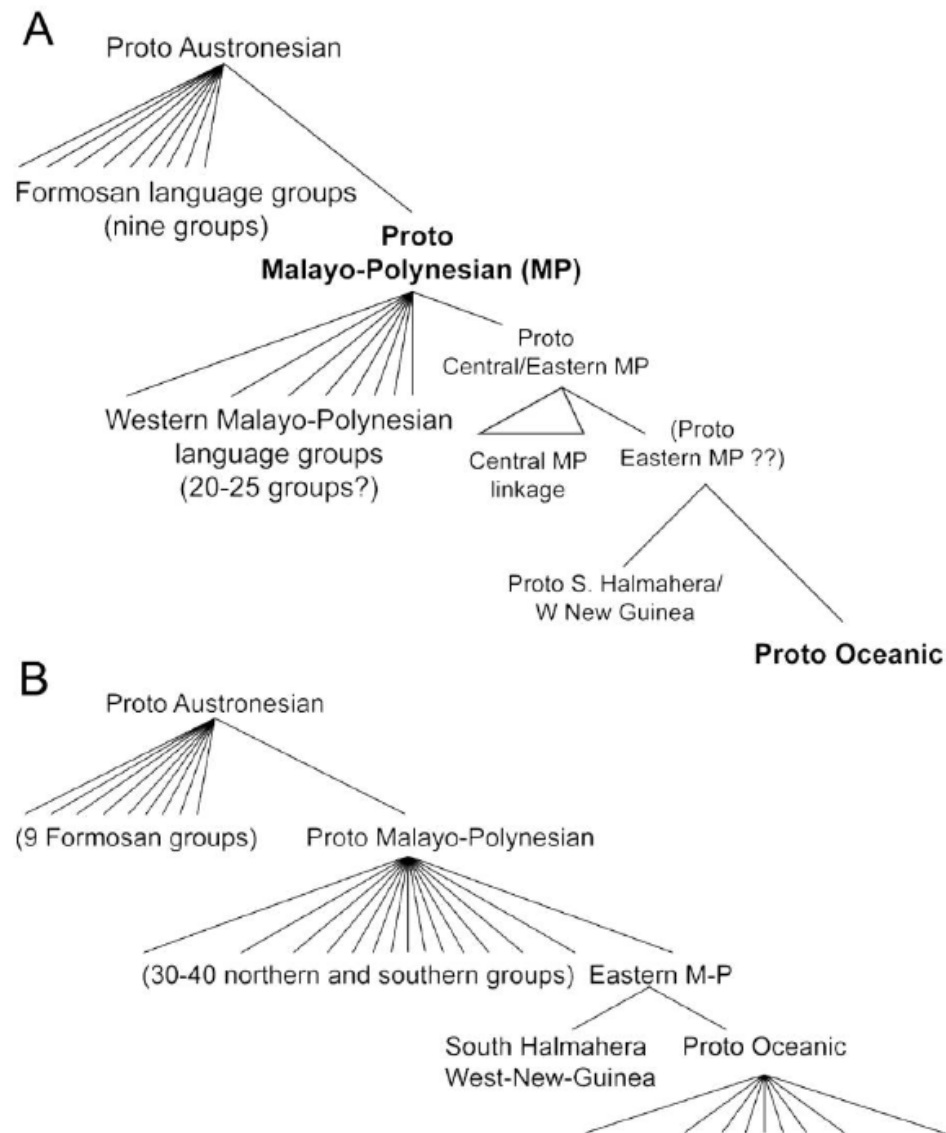 A
Proto Austronesian
Formosan language groups
(nine groups)
Proto
Malayo-Polynesian (MP)
Proto
Central/Eastern MP
Western Malayo-Polynesian
language groups
(20-25 groups?)
Central MP
linkage
(Proto
Eastern MP ??)
Proto S. Halmahera/
W New Guinea
Proto Oceanic
B
Proto Austronesian
(9 Formosan groups)
Proto Malayo-Polynesian
(30-40 northern and southern groups)
Eastern M-P
South Halmahera
West-New-Guinea
Proto Oceanic